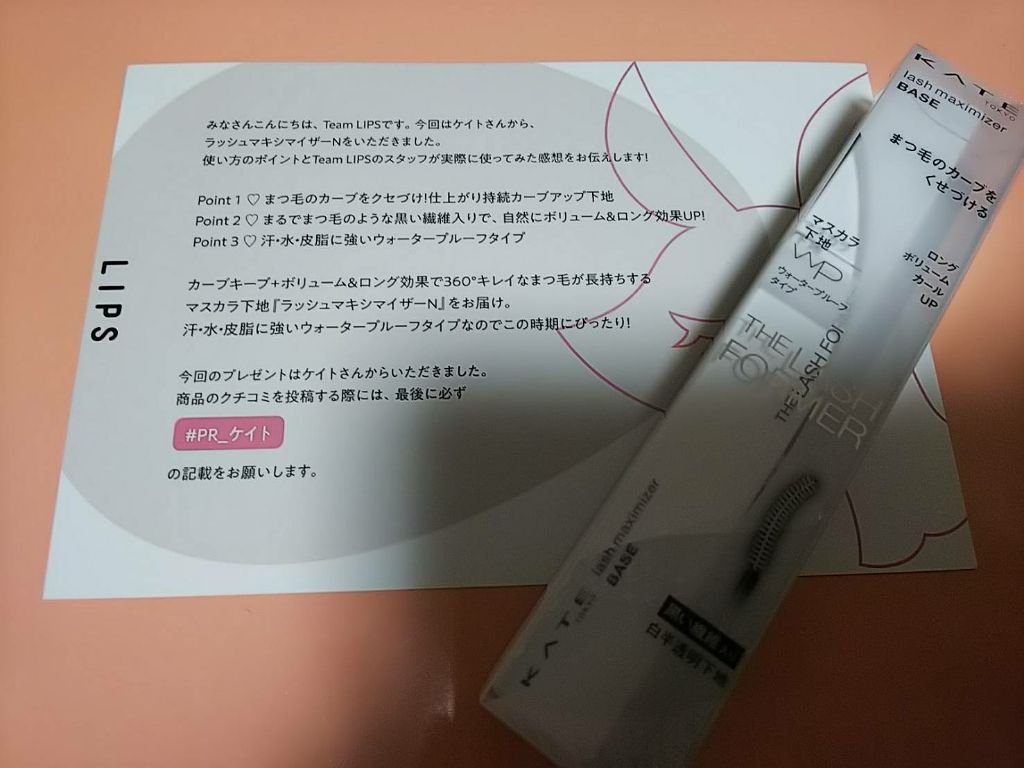 みなさんこんにちは、Team LIPSです。今回はケイトさんから、
ラッシュマキシマイザーNをいただきました。
使い方のポイントとTeam LIPSのスタッフが実際に使ってみた感想をお伝えします!
Point 1 ♡ まつ毛のカーブをクセづけ!仕上がり持続カーブアップ下地
Point 2 ♡ まるでまつ毛のような黒い繊維入りで、自然にボリューム&ロング効果UP!
Point 3 ♡ 汗・水・皮脂に強いウォータープルーフタイプ
カーブキープ+ボリューム&ロング効果で360°キレイなまつ毛が長持ちする
マスカラ下地『ラッシュマキシマイザーN』をお届け。
汗・水・皮脂に強いウォータープルーフタイプなのでこの時期にぴったり!
今回のプレゼントはケイトさんからいただきました。
商品のクチコミを投稿する際には、最後に必ず
#PR_ケイト
の記載をお願いします。
LIPS
KATE
TOKYO
lash maximizer
BASE
まつ毛のカーブを
くせづける
ロング
ボリューム
カール
UP
マスカラ
下地
WP
ウォータープルーフ
タイプ
THE LASH
FORMER
THE LASH FOR
KATE
TOKYO
lash maximizer
BASE
黒い繊維入り
白半透明下地